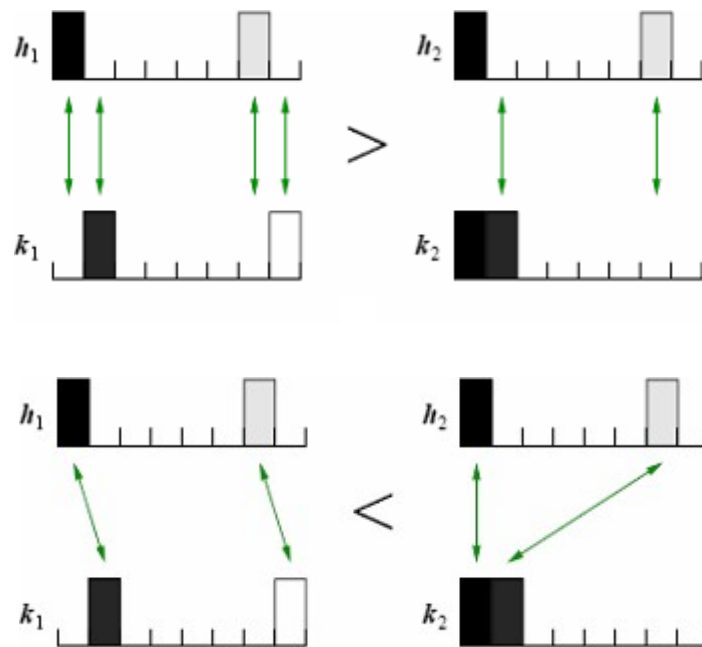 h₁ h₂
>
k₁ k₂
h₁ h₂
<
k₁ k₂